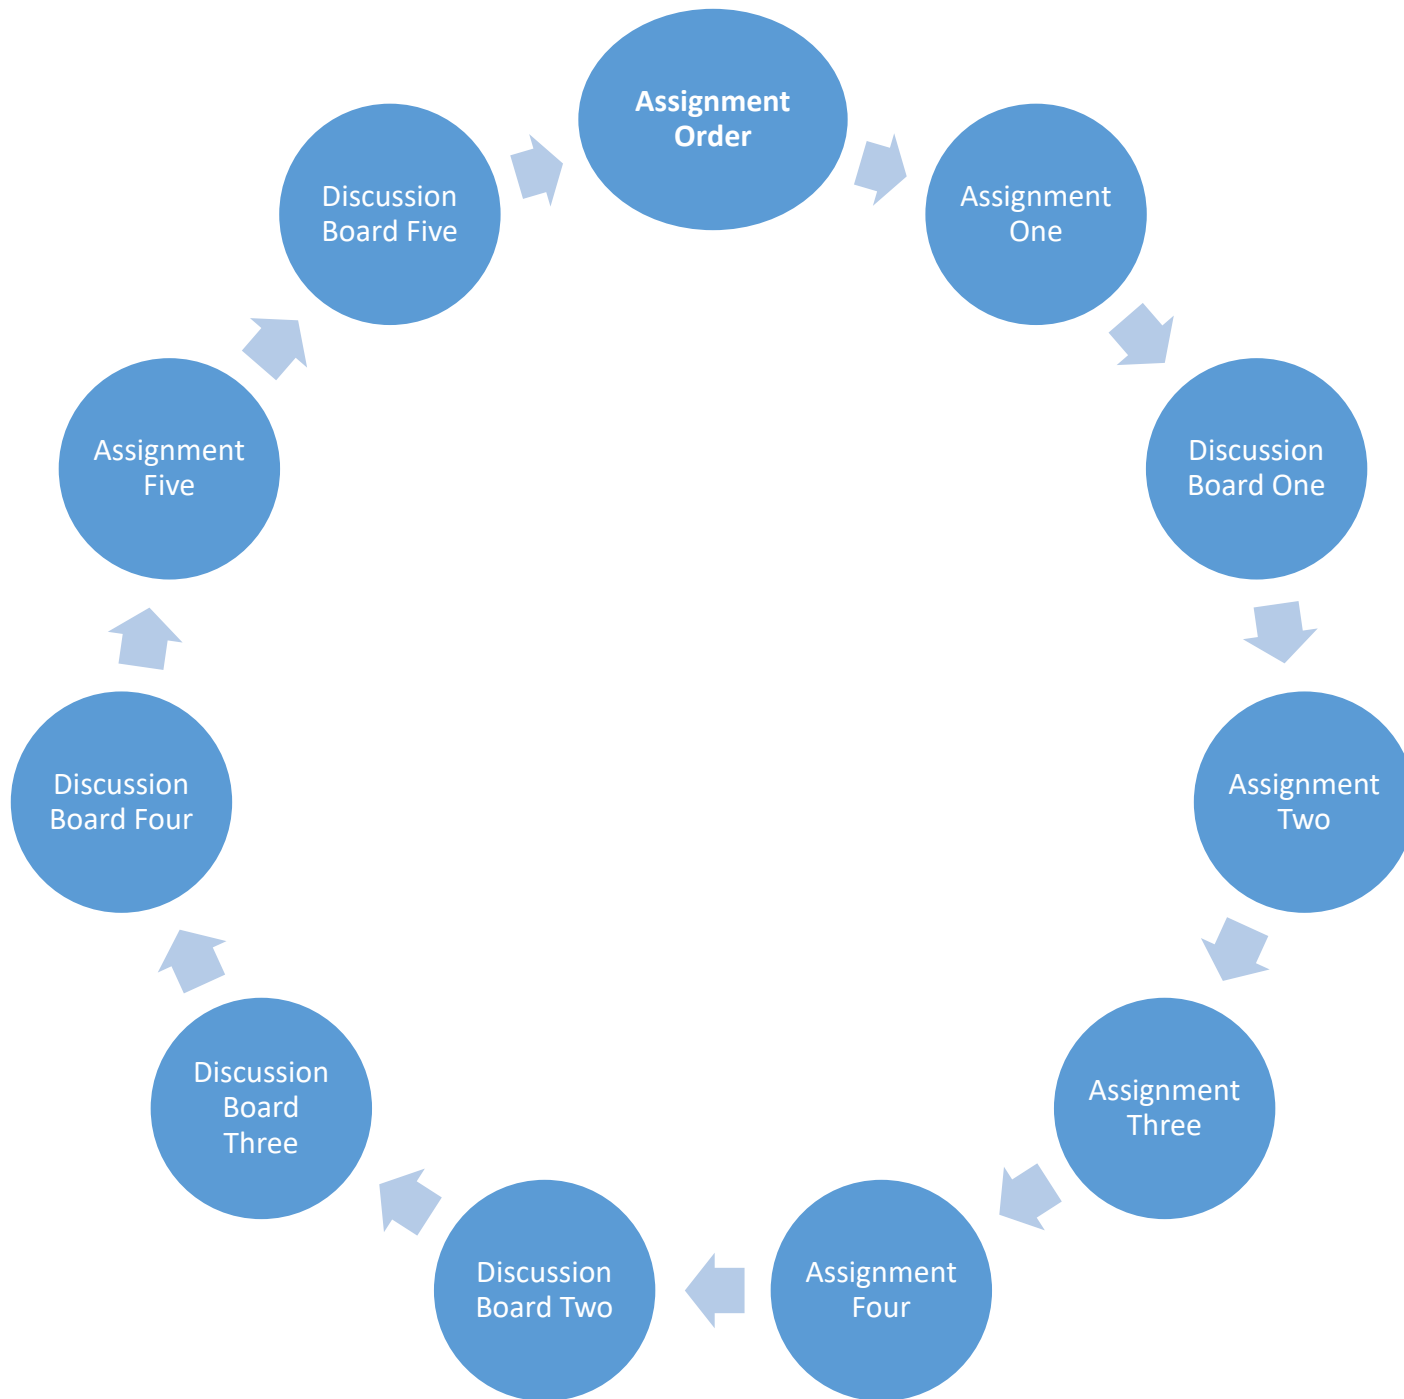 Assignment
Order
Assignment
One
Discussion
Board One
Assignment
Two
Assignment
Three
Assignment
Four
Discussion
Board Two
Discussion
Board
Three
Discussion
Board Four
Assignment
Five
Discussion
Board Five